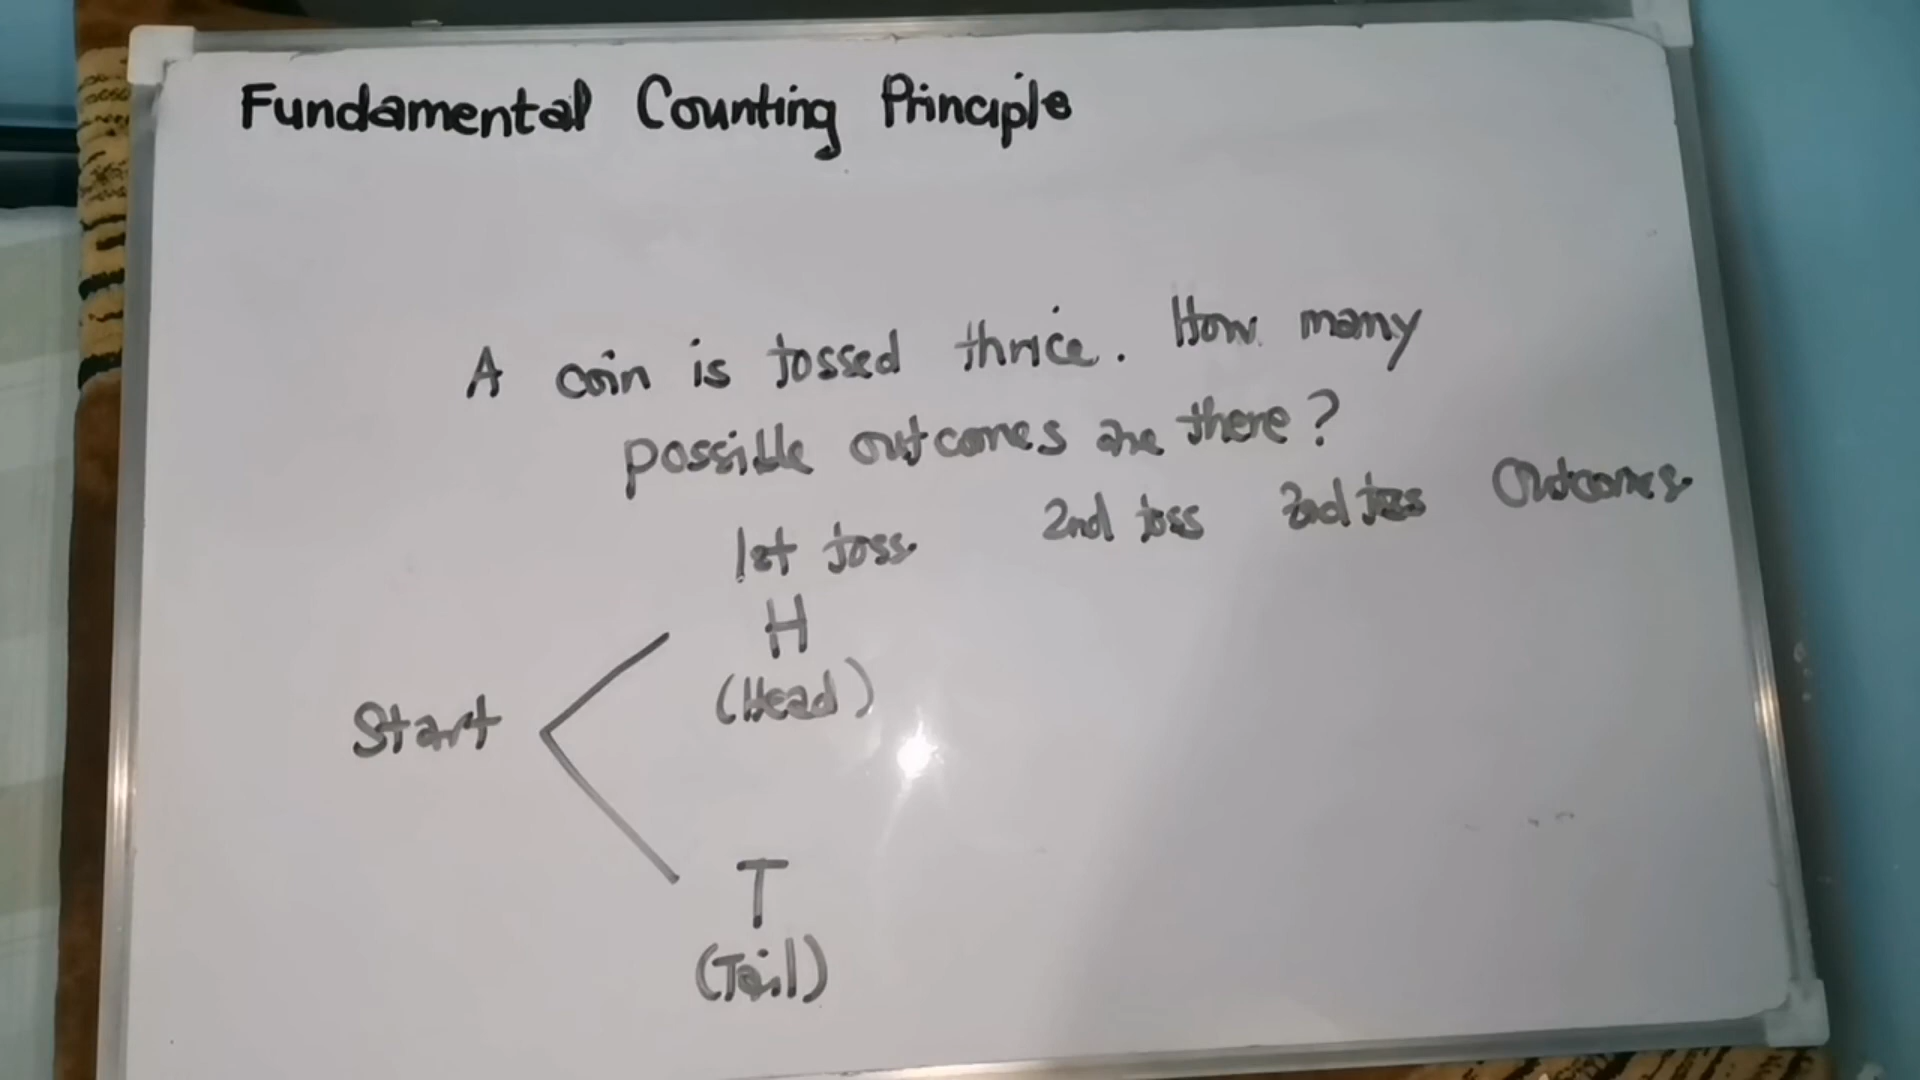 Fundamental Counting Principle
A coin is tossed thrice. How many
possible outcomes are there?
1st toss 2nd toss 3rd toss Outcomes
H
(Head)
Start
T
(Tail)